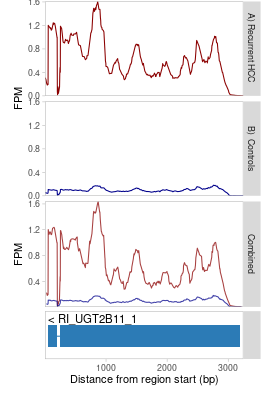 1.6
1.2
0.8
0.4
0.0
FPM
A) Recurrent HCC
1.6
1.2
0.8
0.4
0.0
B): Controls
1.6
1.2
0.8
0.4
FPM
Combined
< RI_UGT2B11_1
1000 2000 3000
Distance from region start (bp)